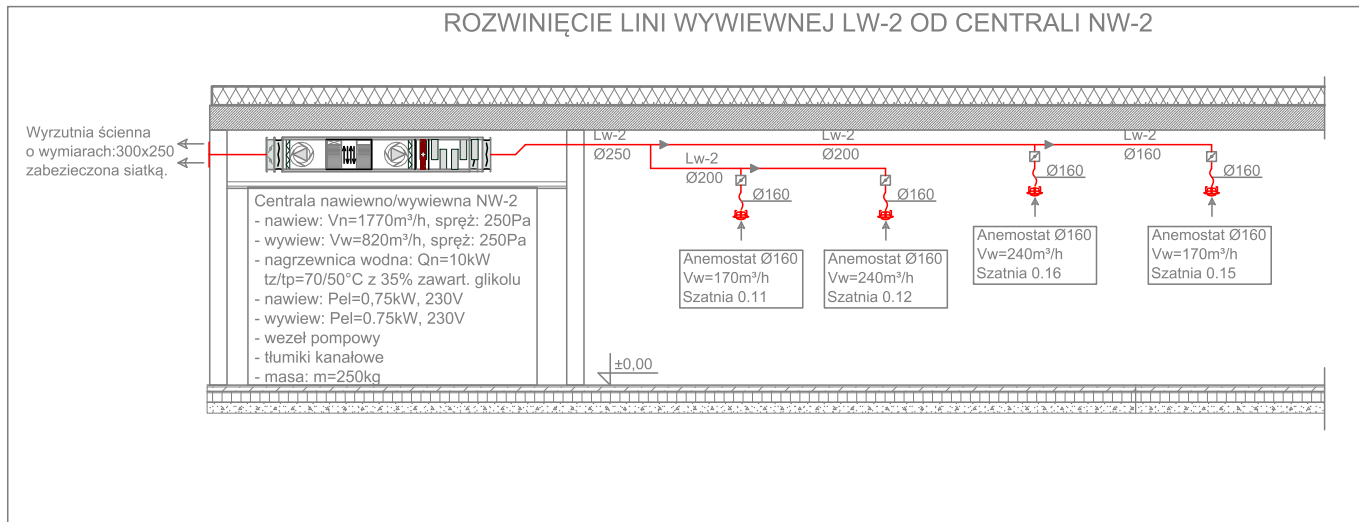 ROZWINIĘCIE LINI WYWIEWNEJ LW-2 OD CENTRALI NW-2
Wyrzutnia ścienna
o wymiarach:300x250
zabezieczona siatką.
Lw-2
Ø250
Lw-2
Ø200
Lw-2
Ø200
Lw-2
Ø160
Ø160
Ø160
Ø160
Ø160
Centrala nawiewno/wywiewna NW-2
- nawiew: Vn=1770m³/h, spręż: 250Pa
- wywiew: Vw=820m³/h, spręż: 250Pa
- nagrzewnica wodna: Qn=10kW
tz/tp=70/50°C z 35% zawart. glikolu
- nawiew: Pel=0,75kW, 230V
- wywiew: Pel=0.75kW, 230V
- wezeł pompowy
- tłumiki kanałowe
- masa: m=250kg
Anemostat Ø160
Vw=170m³/h
Szatnia 0.11
Anemostat Ø160
Vw=240m³/h
Szatnia 0.12
Anemostat Ø160
Vw=240m³/h
Szatnia 0.16
Anemostat Ø160
Vw=170m³/h
Szatnia 0.15
±0,00